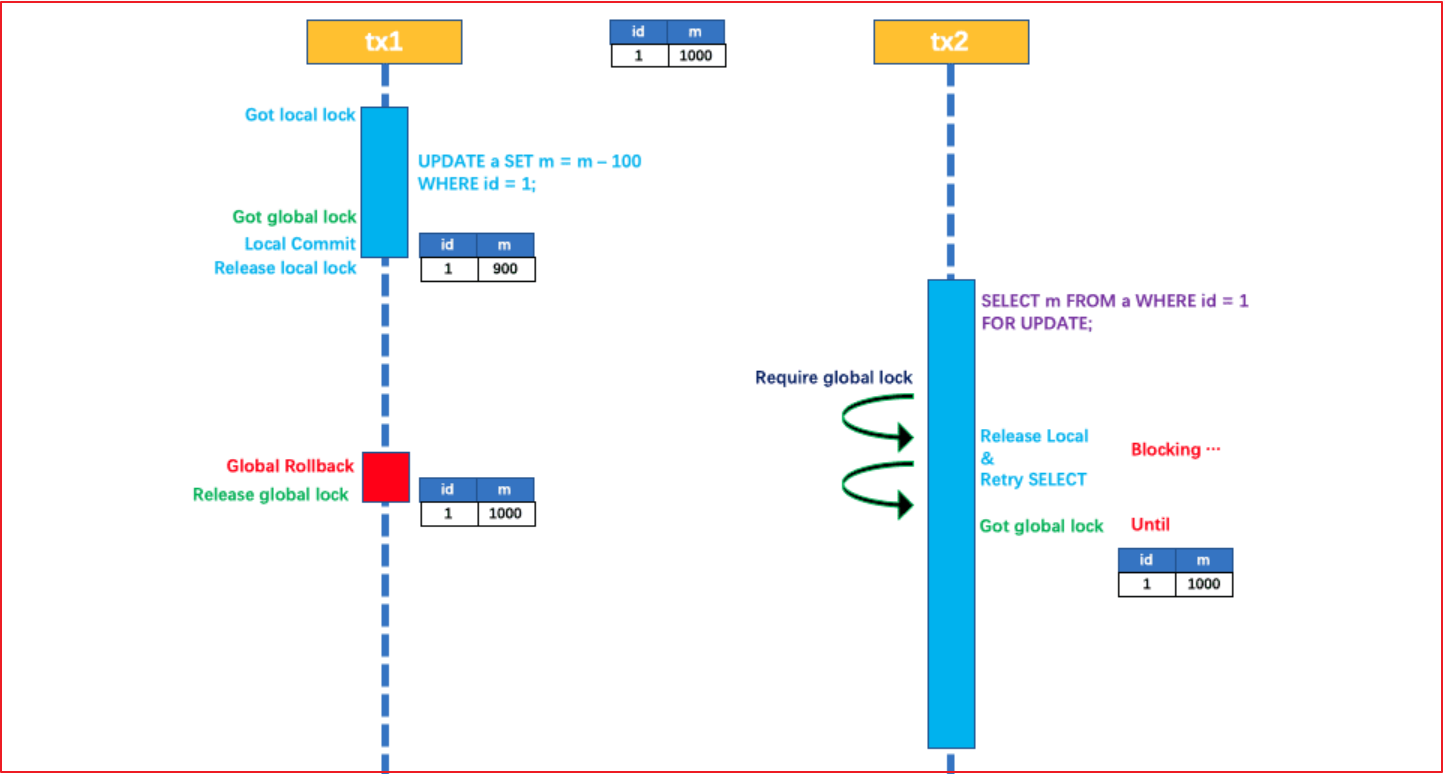 tx1
id m
1 1000
tx2
Got local lock
UPDATE a SET m = m – 100
WHERE id = 1;
Got global lock
Local Commit
Release local lock
id m
1 900
SELECT m FROM a WHERE id = 1
FOR UPDATE;
Require global lock
Release Local
&
Retry SELECT
Blocking ···
Global Rollback
Release global lock
id m
1 1000
Got global lock
Until
id m
1 1000